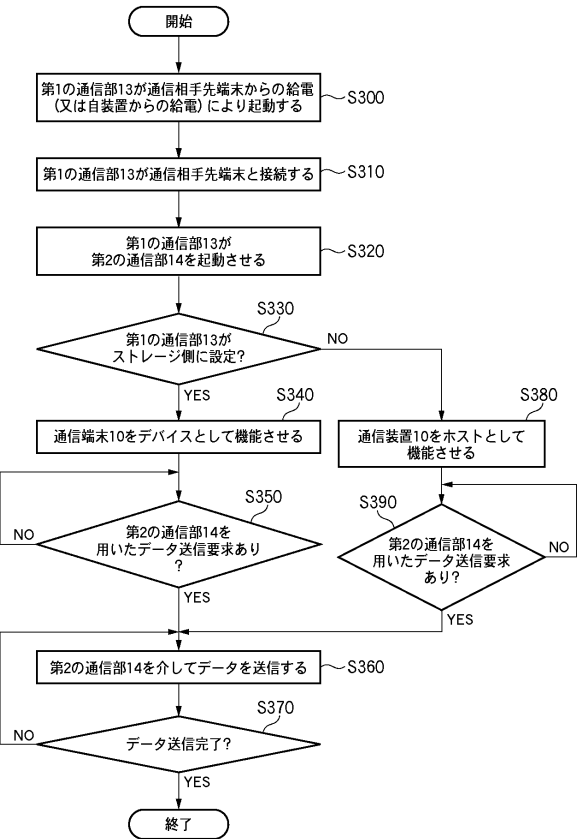 開始
第1の通信部13が通信相手先端末からの給電
(又は自装置からの給電)により起動する
S300
第1の通信部13が通信相手先端末と接続する
S310
第1の通信部13が
第2の通信部14を起動させる
S320
S330
第1の通信部13が
ストレージ側に設定?
NO
YES
S340
通信端末10をデバイスとして機能させる
S380
通信装置10をホストとして
機能させる
S350
第2の通信部14を
用いたデータ送信要求あり
?
NO
YES
S390
第2の通信部14を
用いたデータ送信要求
あり?
NO
YES
第2の通信部14を介してデータを送信する
S360
S370
データ送信完了?
NO
YES
終了